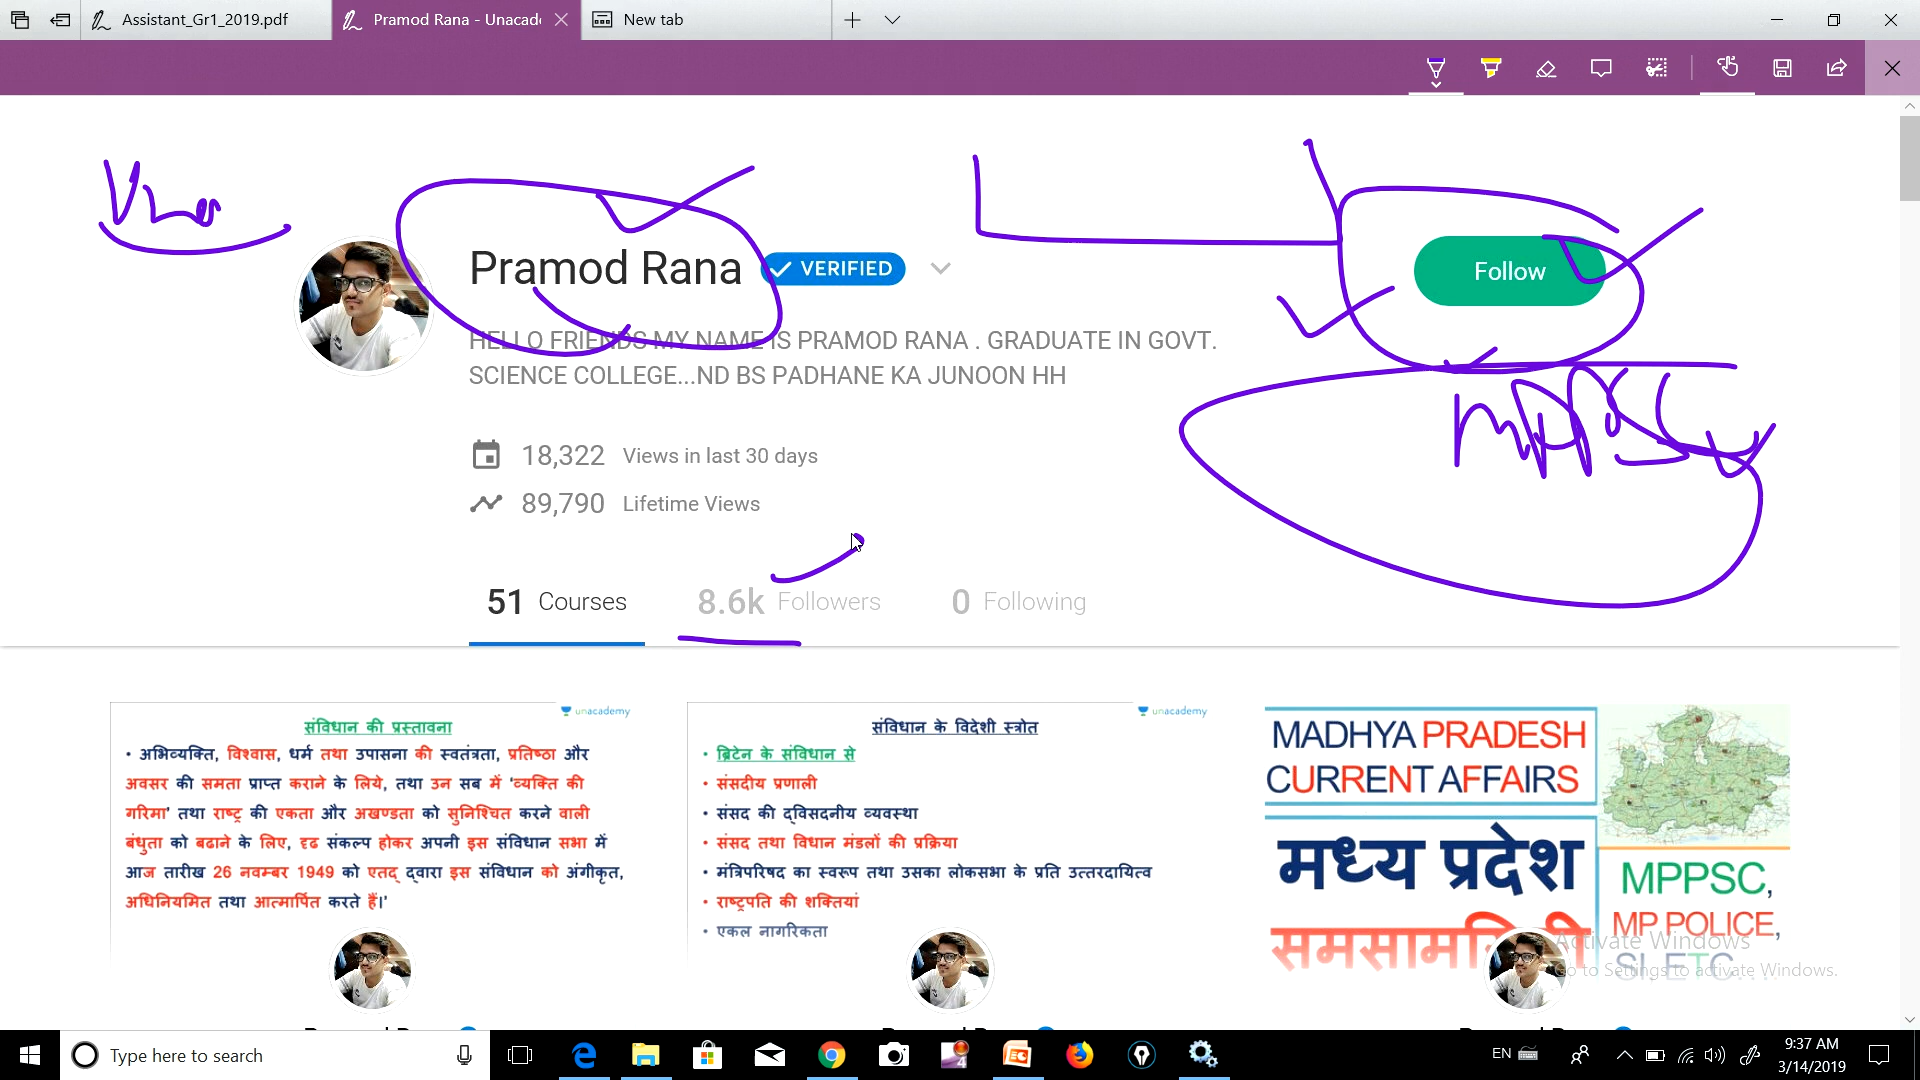 Assistant_Gr1_2019.pdf
Pramod Rana - Unacade
New tab
Pramod Rana
VERIFIED
Follow
HELLO FRIENDS MY NAME IS PRAMOD RANA . GRADUATE IN GOVT.
SCIENCE COLLEGE...ND BS PADHANE KA JUNOON HH
MPPSC
18,322 Views in last 30 days
89,790 Lifetime Views
51 Courses
8.6k Followers
0 Following
unacademy
संविधान की प्रस्तावना
• अभिव्यक्ति, विश्वास, धर्म तथा उपासना की स्वतंत्रता, प्रतिष्ठा और
अवसर की समता प्राप्त कराने के लिये, तथा उन सब में 'व्यक्ति की
गरिमा' तथा राष्ट्र की एकता और अखण्डता को सुनिश्चित करने वाली
बंधुता को बढाने के लिए, दृढ संकल्प होकर अपनी इस संविधान सभा में
आज तारीख 26 नवम्बर 1949 को एतद् द्वारा इस संविधान को अंगीकृत,
अधिनियमित तथा आत्मार्पित करते हैं।'
unacademy
संविधान के विदेशी स्त्रोत
• ब्रिटेन के संविधान से
• संसदीय प्रणाली
• संसद की द्विसदनीय व्यवस्था
• संसद तथा विधान मंडलों की प्रक्रिया
• मंत्रिपरिषद का स्वरूप तथा उसका लोकसभा के प्रति उत्तरदायित्व
• राष्ट्रपति की शक्तियां
• एकल नागरिकता
MADHYA PRADESH
CURRENT AFFAIRS
मध्य प्रदेश
MPPSC,
MP POLICE,
SI ETC...
Activate Windows
Go to Settings to activate Windows.
Type here to search
EN
9:37 AM
3/14/2019